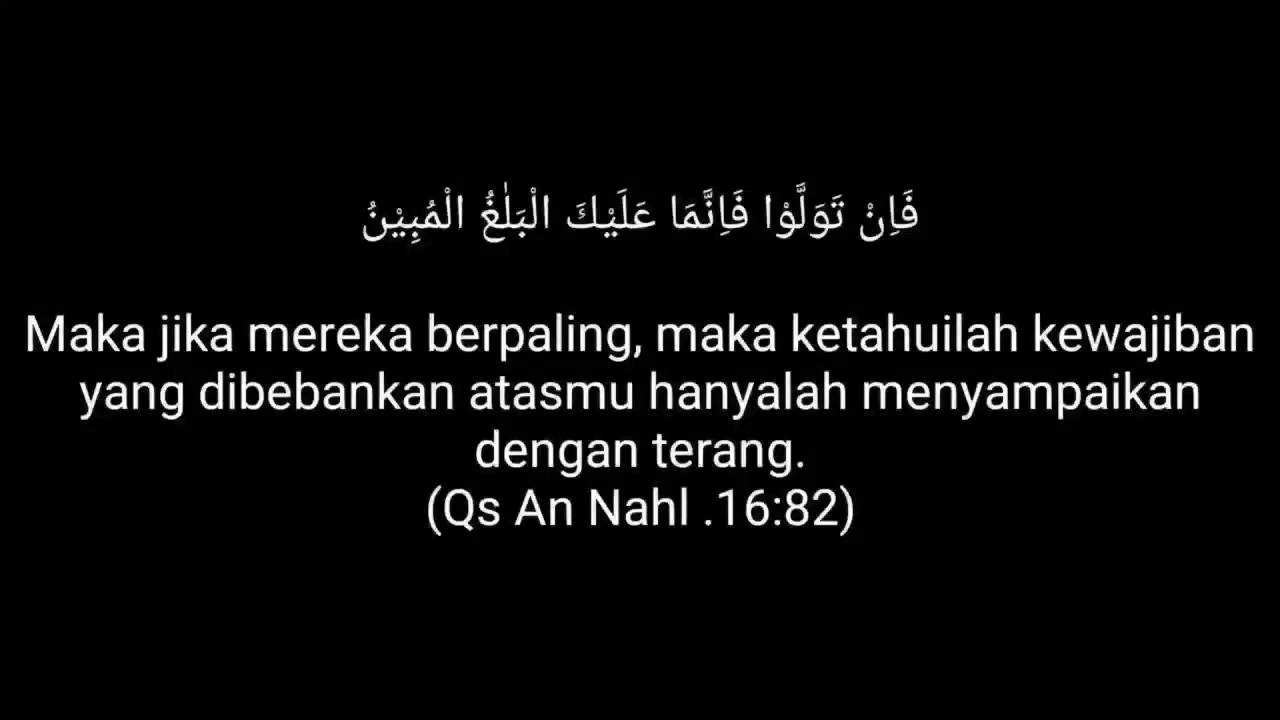 فَاِنْ تَوَلَّوْا فَاِنَّمَا عَلَيْكَ الْبَلٰغُ الْمُبِيْنُ
Maka jika mereka berpaling, maka ketahuilah kewajiban
yang dibebankan atasmu hanyalah menyampaikan
dengan terang.
(Qs An Nahl .16:82)